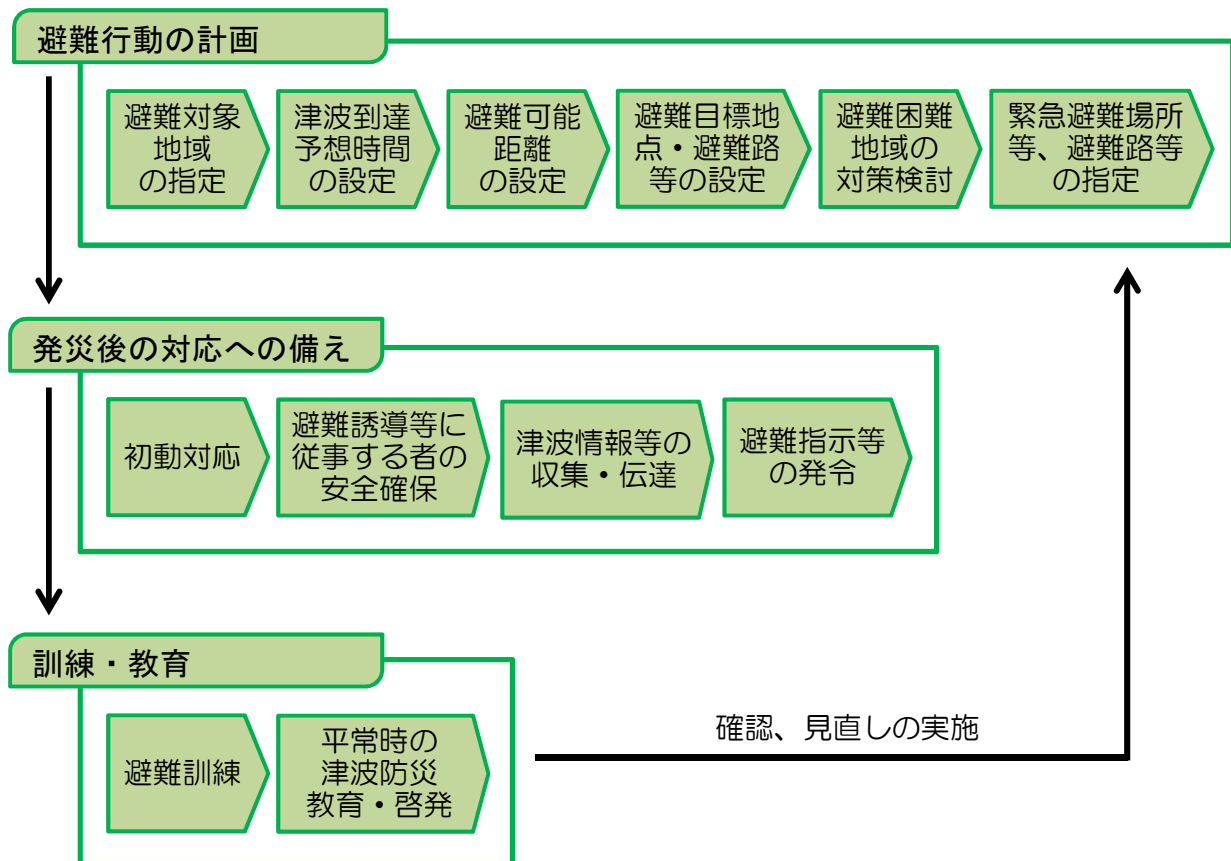 避難行動の計画
避難対象
地域
の指定
津波到達
予想時間
の設定
避難可能
距離
の設定
避難目標地
点・避難路
等の設定
避難困難
地域の
対策検討
緊急避難場所
等、避難路等
の指定
発災後の対応への備え
初動対応
避難誘導等に
従事する者の
安全確保
津波情報等の
収集・伝達
避難指示等
の発令
訓練・教育
避難訓練
平常時の
津波防災
教育・啓発
確認、見直しの実施